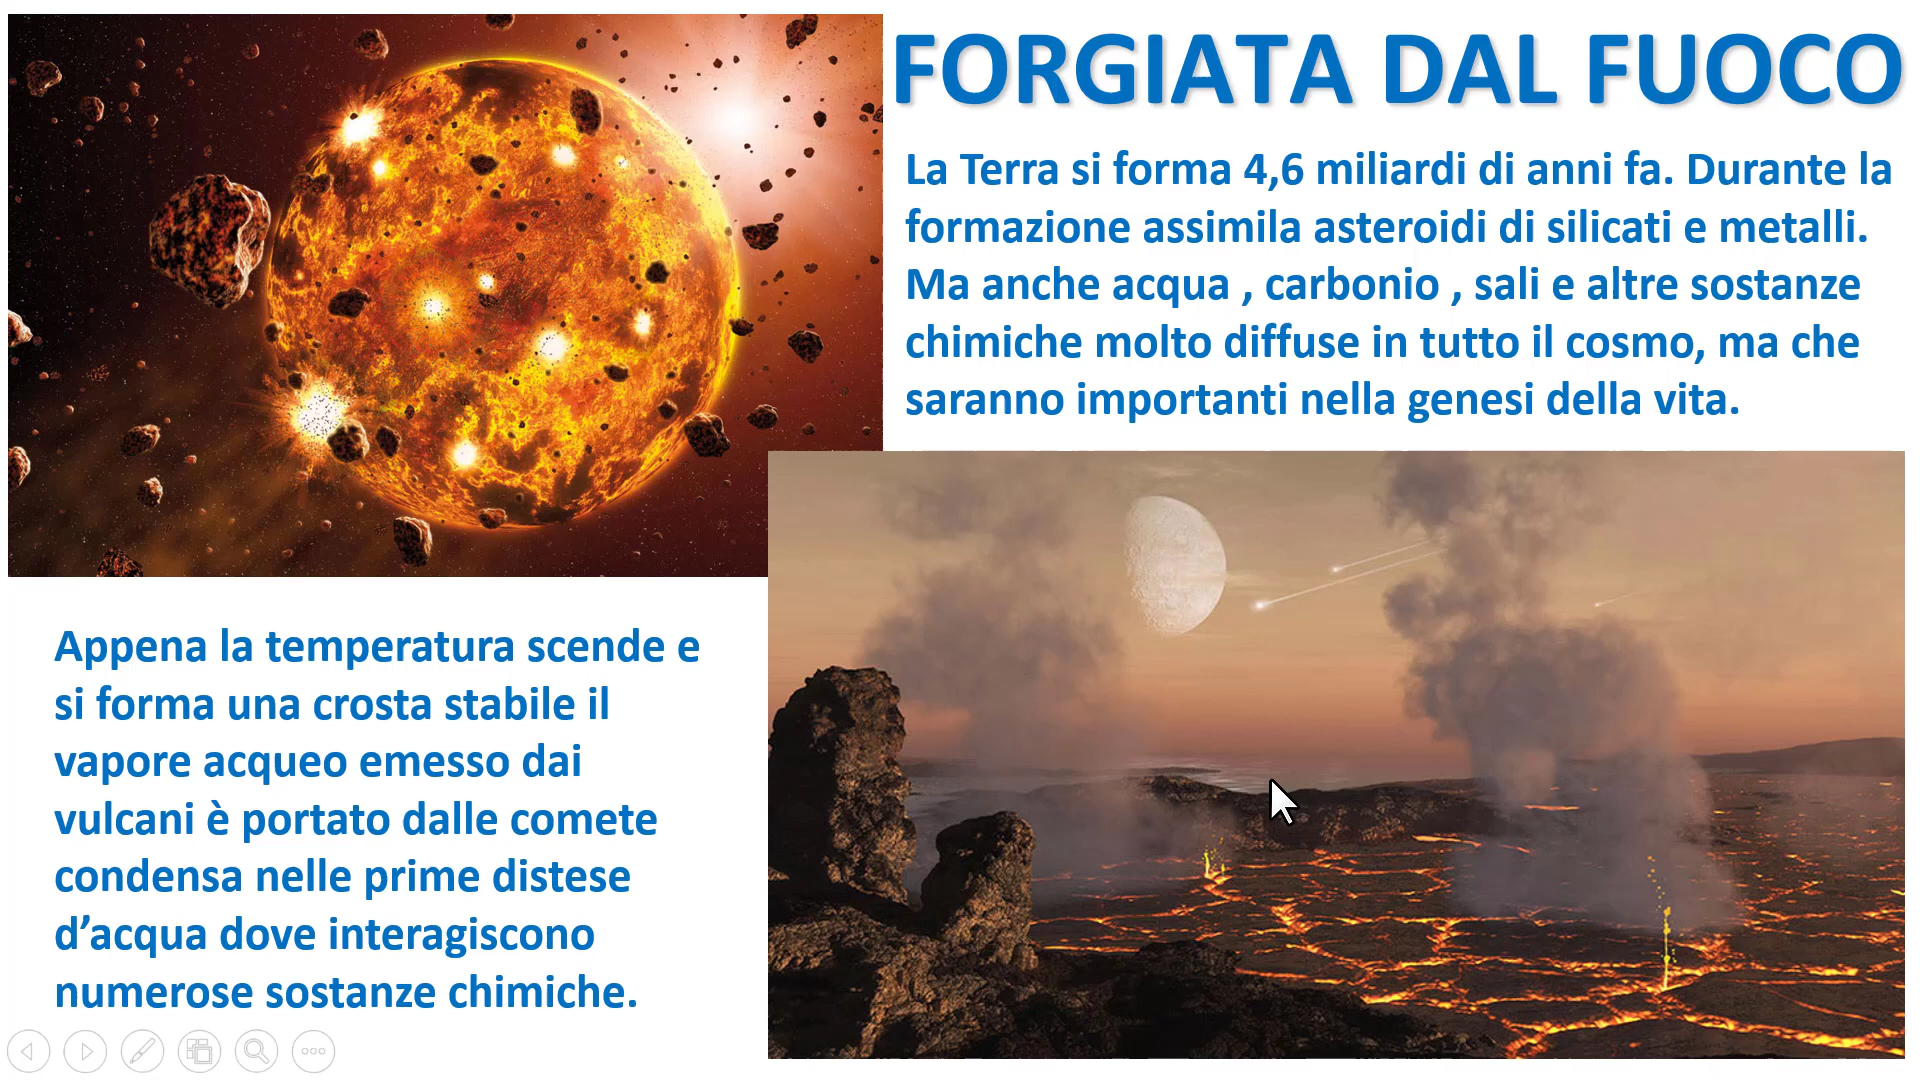 FORGIATA DAL FUOCO
La Terra si forma 4,6 miliardi di anni fa. Durante la
formazione assimila asteroidi di silicati e metalli.
Ma anche acqua , carbonio , sali e altre sostanze
chimiche molto diffuse in tutto il cosmo, ma che
saranno importanti nella genesi della vita.
Appena la temperatura scende e
si forma una crosta stabile il
vapore acqueo emesso dai
vulcani è portato dalle comete
condensa nelle prime distese
d’acqua dove interagiscono
numerose sostanze chimiche.